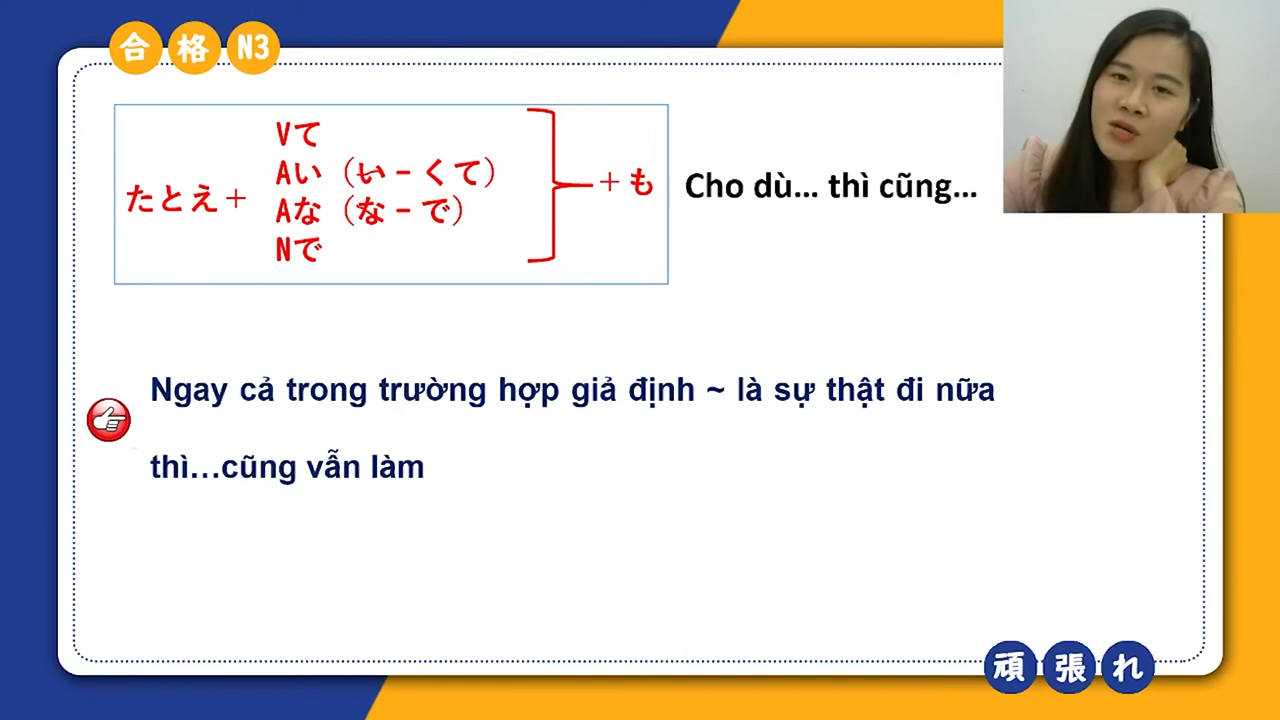 合格N3
Vて
Aい（い－くて）
たとえ＋
Aな（な－で）
Nで
＋も
Cho dù... thì cũng...
Ngay cả trong trường hợp giả định ~ là sự thật đi nữa
thì...cũng vẫn làm
頑張れ